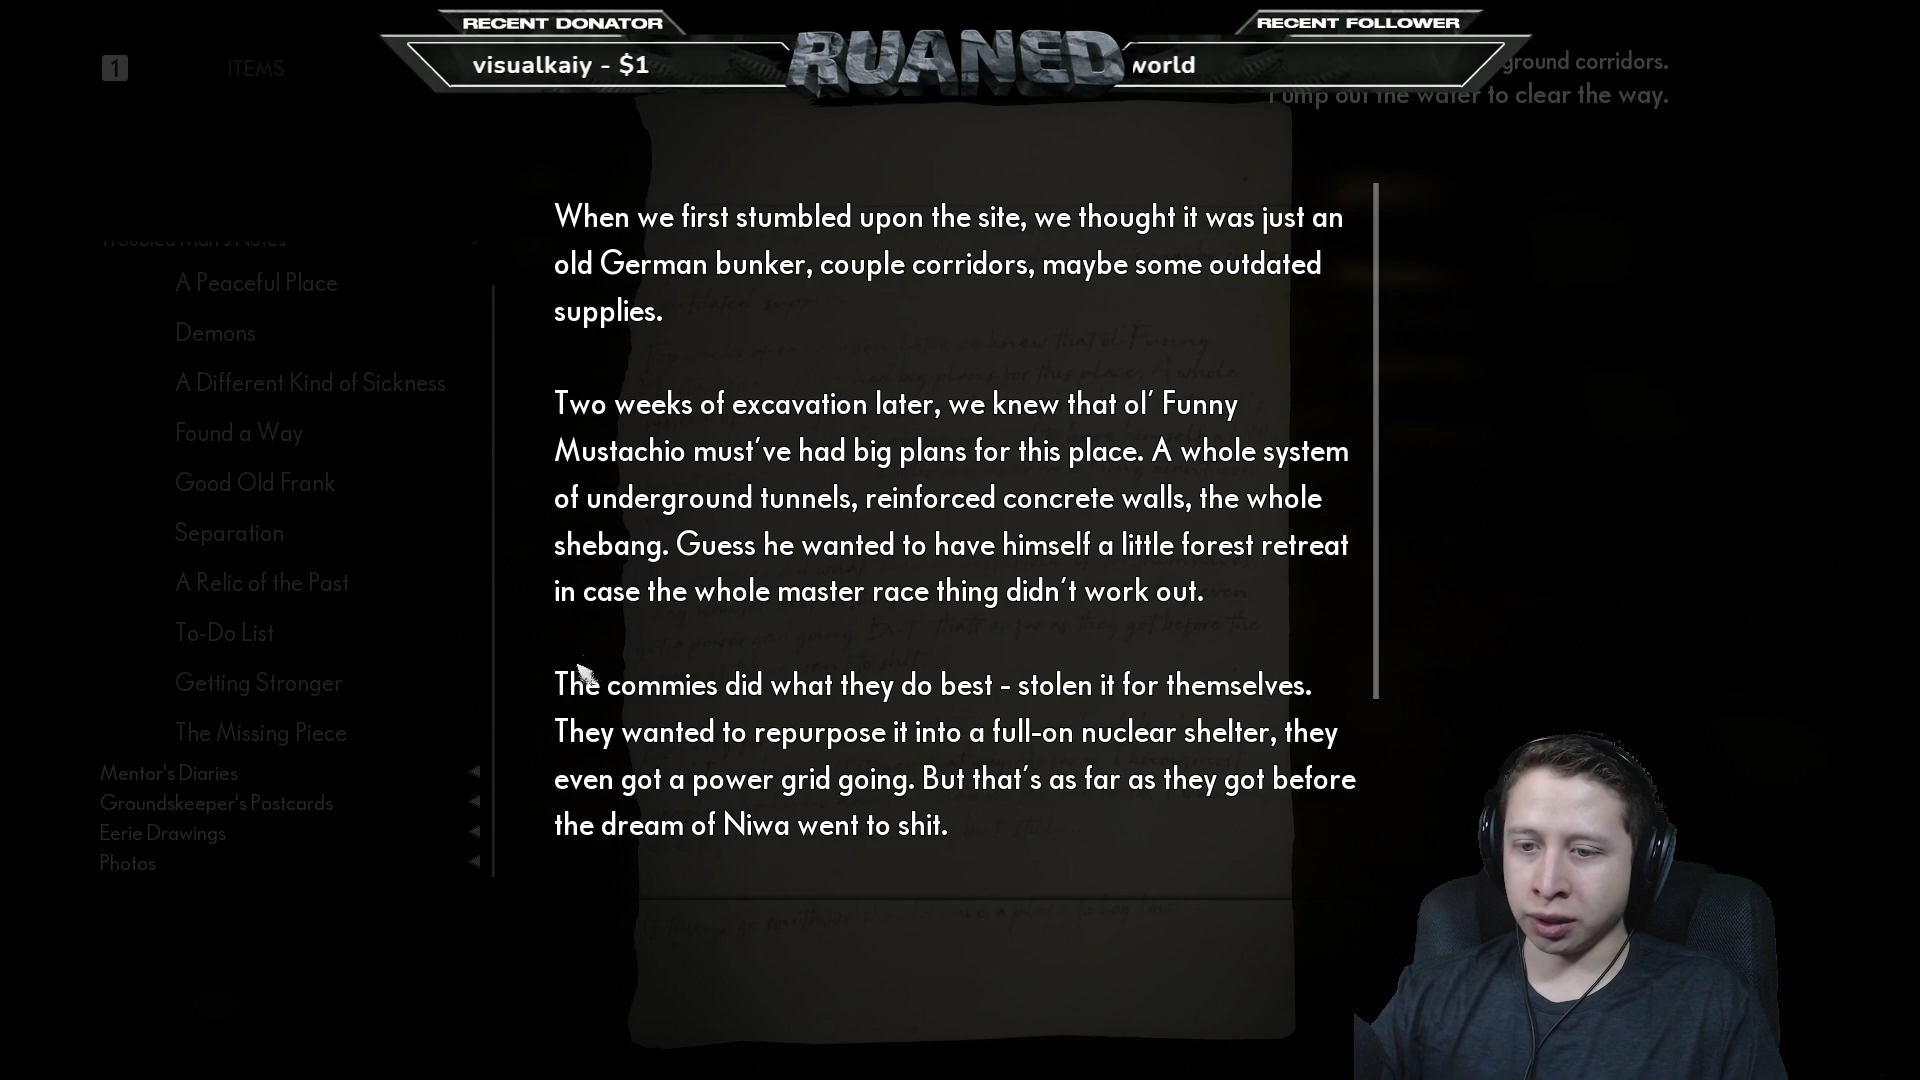 RECENT DONATOR
RECENT FOLLOWER
visualkaiy - $1
RUANED
world
1
ITEMS
ground corridors.
Pump out the water to clear the way.
When we first stumbled upon the site, we thought it was just an
old German bunker, couple corridors, maybe some outdated
supplies.
Two weeks of excavation later, we knew that ol' Funny
Mustachio must've had big plans for this place. A whole system
of underground tunnels, reinforced concrete walls, the whole
shebang. Guess he wanted to have himself a little forest retreat
in case the whole master race thing didn't work out.
The commies did what they do best - stolen it for themselves.
They wanted to repurpose it into a full-on nuclear shelter, they
even got a power grid going. But that's as far as they got before
the dream of Niwa went to shit.
Troubled Man's Notes
A Peaceful Place
Demons
A Different Kind of Sickness
Found a Way
Good Old Frank
Separation
A Relic of the Past
To-Do List
Getting Stronger
The Missing Piece
Mentor's Diaries
Groundskeeper's Postcards
Eerie Drawings
Photos